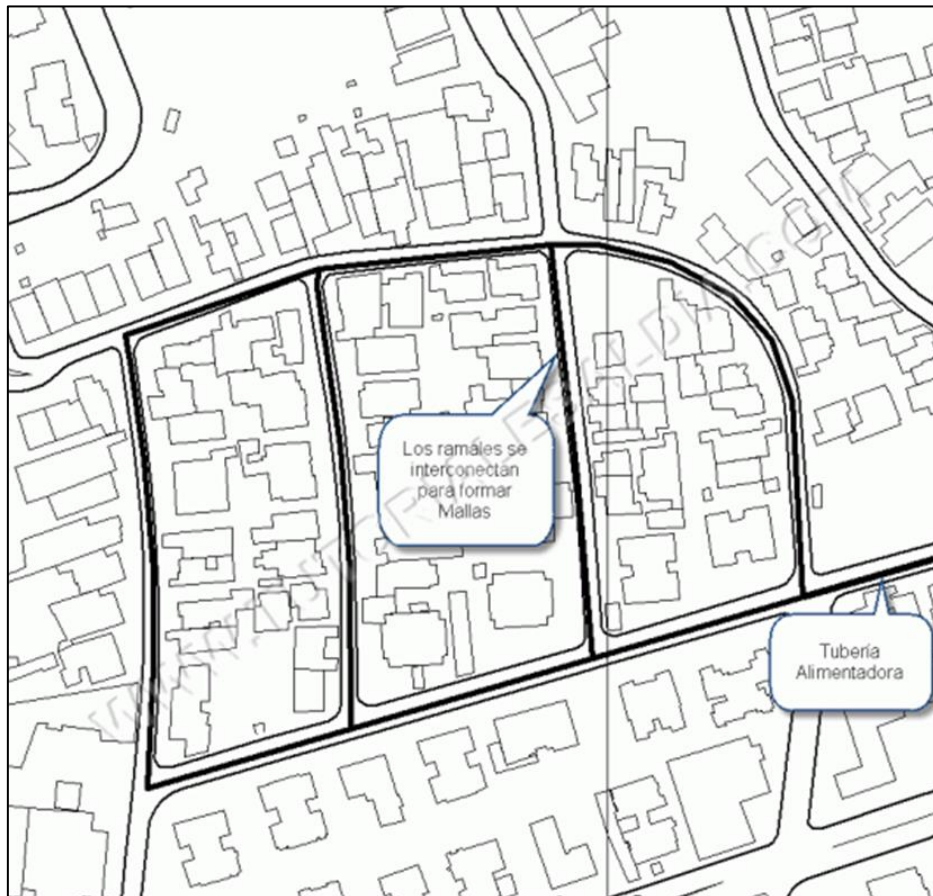 Los ramales se
interconectan
para formar
Mallas
Tubería
Alimentadora